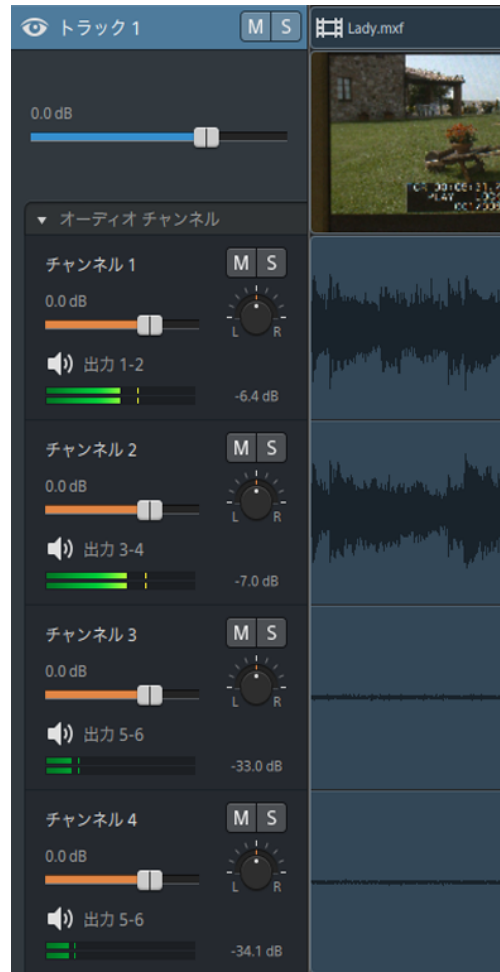 トラック 1 M S Lady.mxf
0.0 dB
PLAY
オーディオ チャンネル
チャンネル 1 M S
0.0 dB
L R
出力 1-2
-6.4 dB
チャンネル 2 M S
0.0 dB
L R
出力 3-4
-7.0 dB
チャンネル 3 M S
0.0 dB
L R
出力 5-6
-33.0 dB
チャンネル 4 M S
0.0 dB
L R
出力 5-6
-34.1 dB